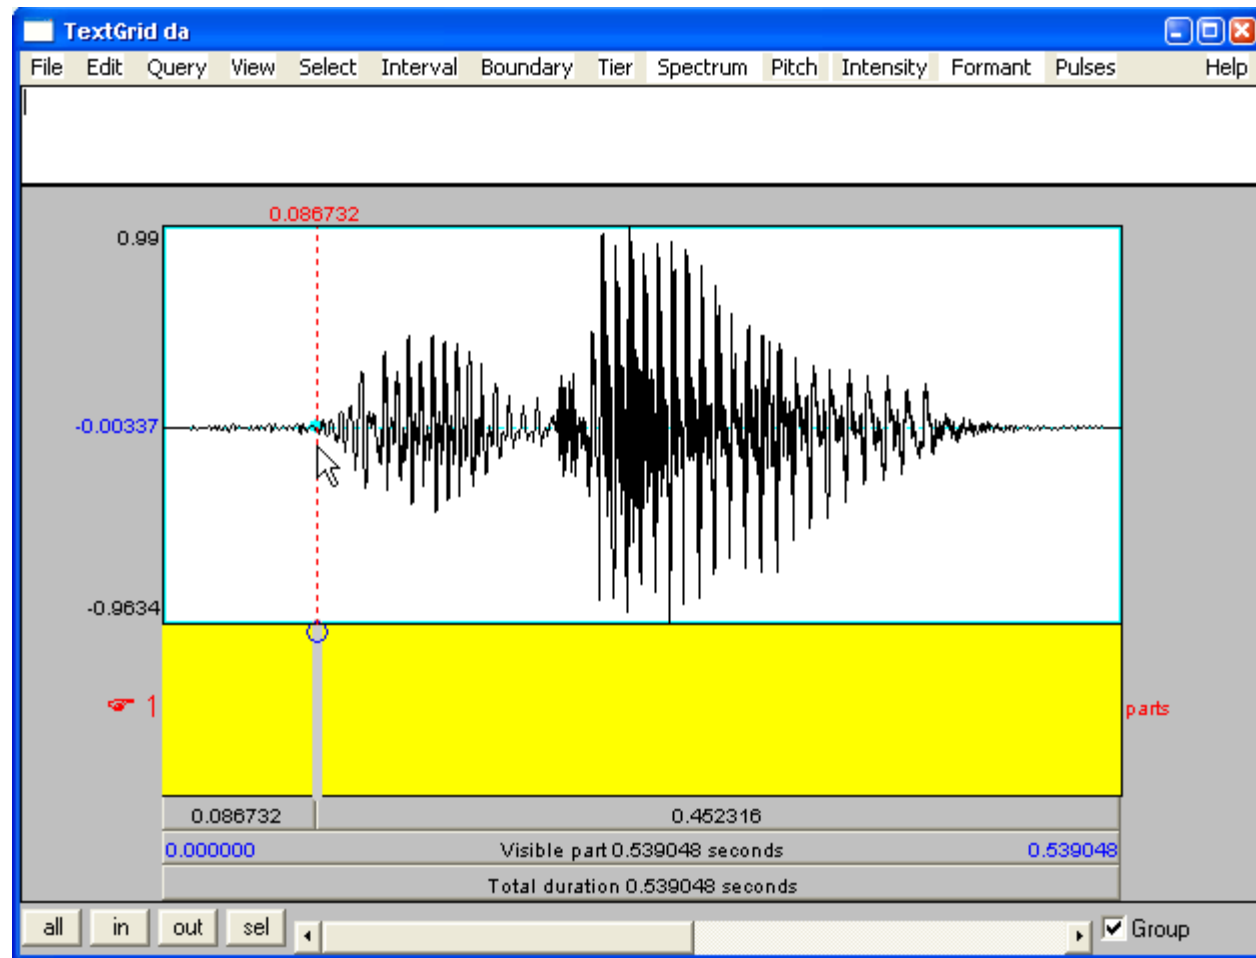 TextGrid da
File Edit Query View Select Interval Boundary Tier Spectrum Pitch Intensity Formant Pulses Help
0.086732
0.99
-0.00337
-0.9634
1
parts
0.086732 0.452316
0.000000 Visible part 0.539048 seconds 0.539048
Total duration 0.539048 seconds
all in out sel Group